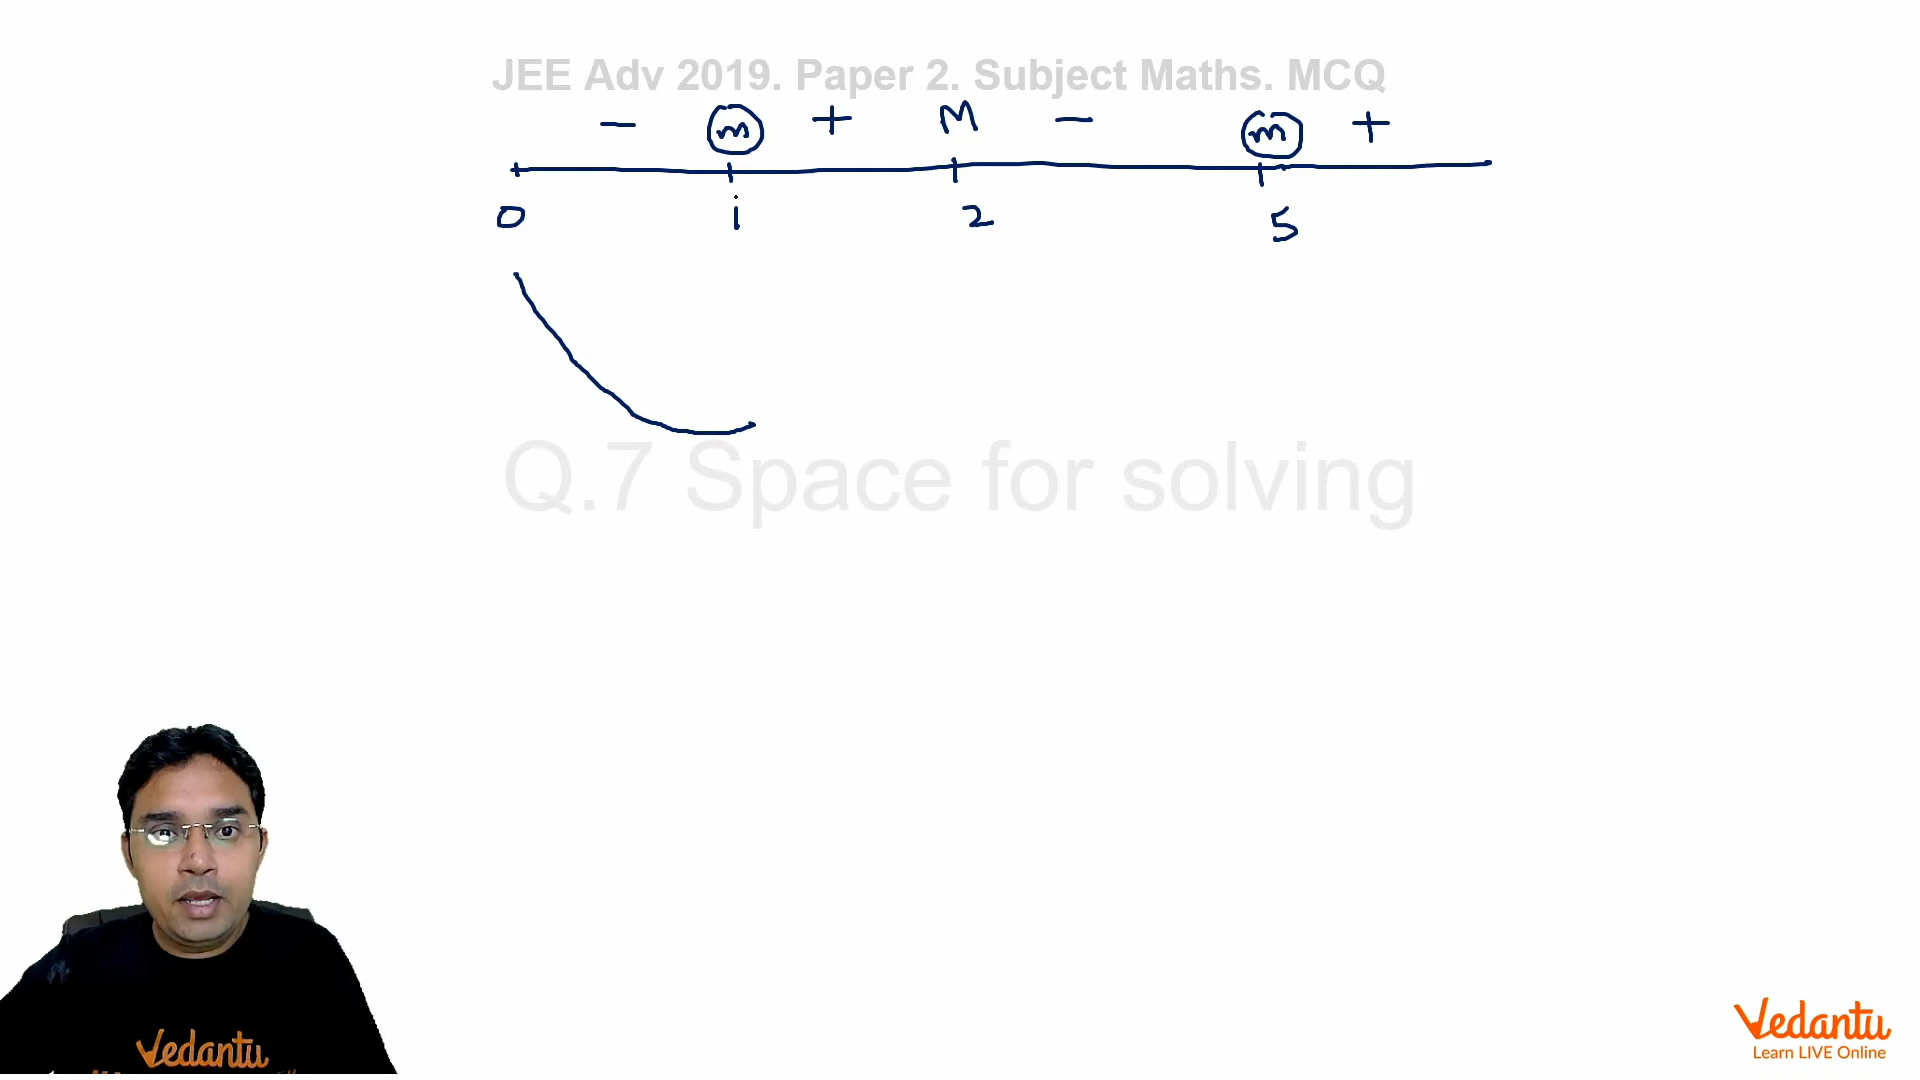 JEE Adv 2019. Paper 2. Subject Maths. MCQ
− m + M − m +
0 1 2 5
Q.7 Space for solving
Vedantu
Vedantu
Learn LIVE Online